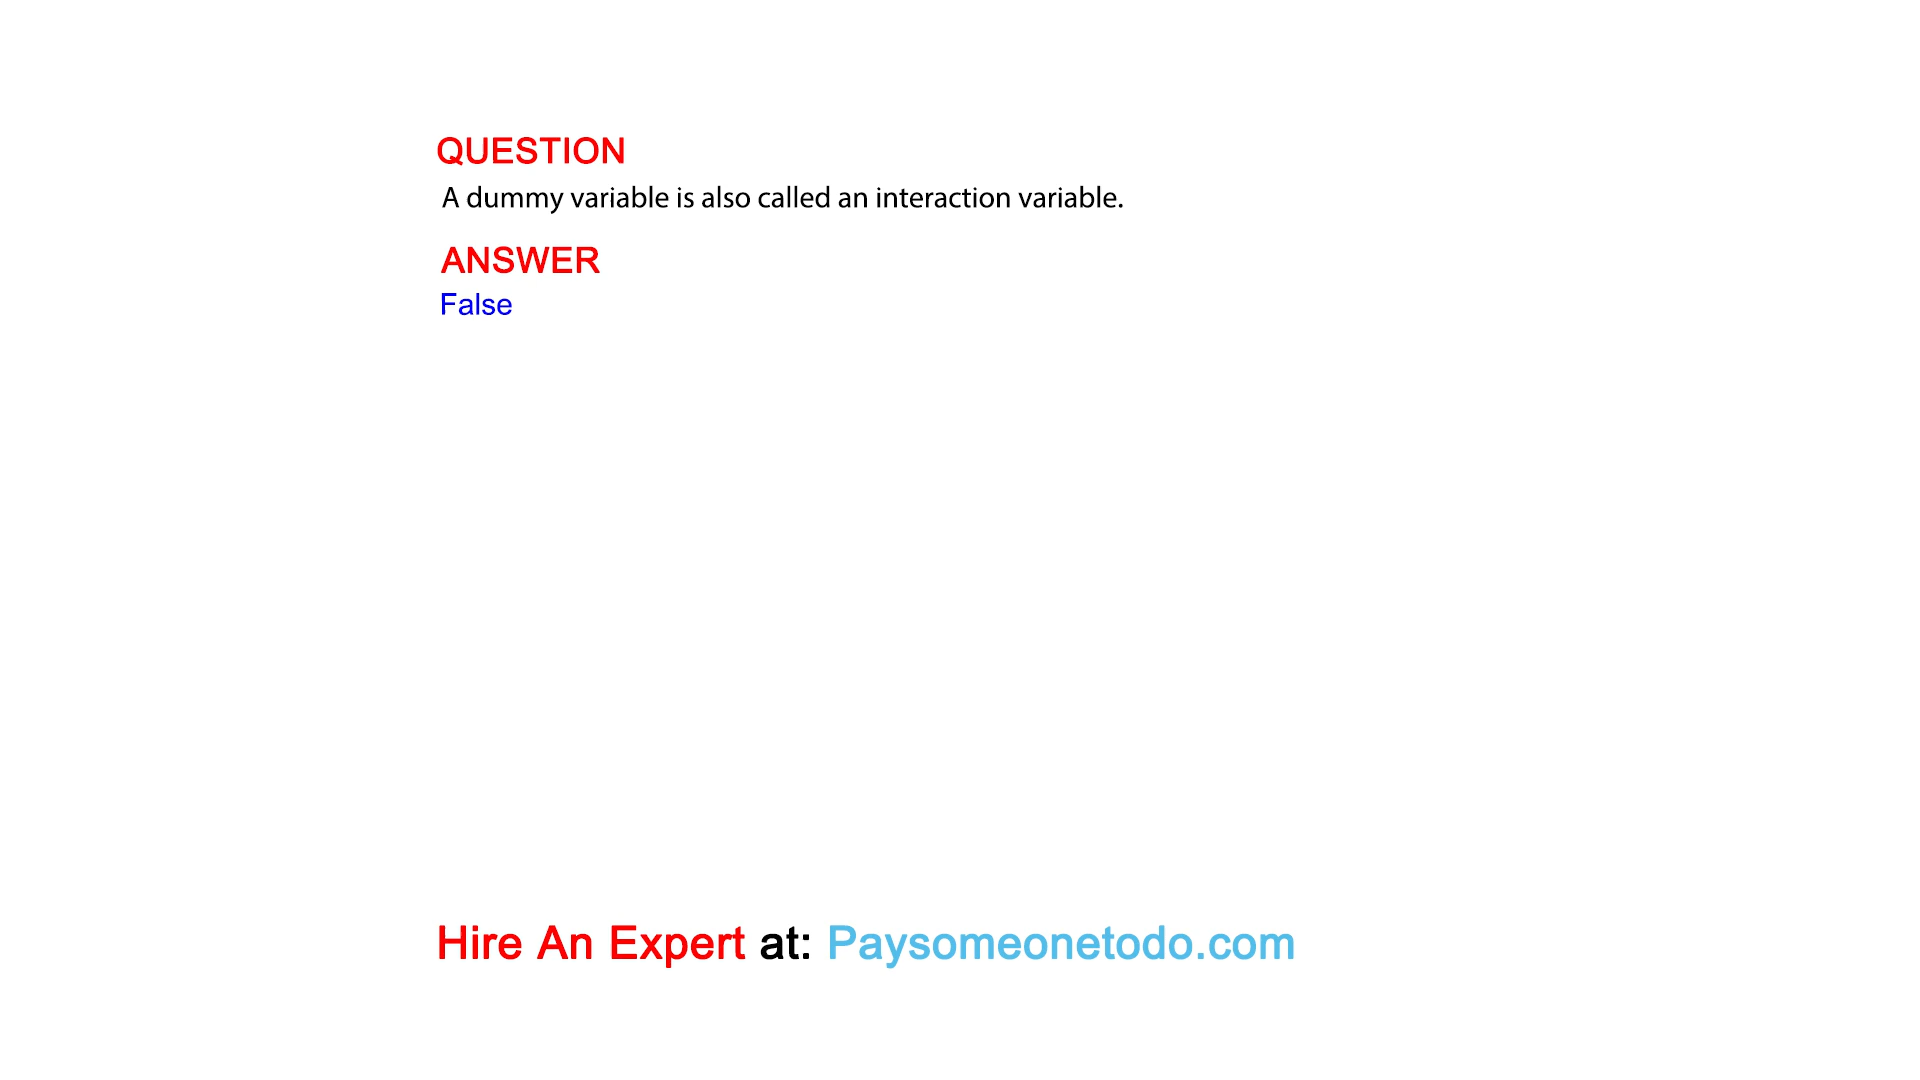 QUESTION
A dummy variable is also called an interaction variable.
ANSWER
False
Hire An Expert at: Paysomeonetodo.com